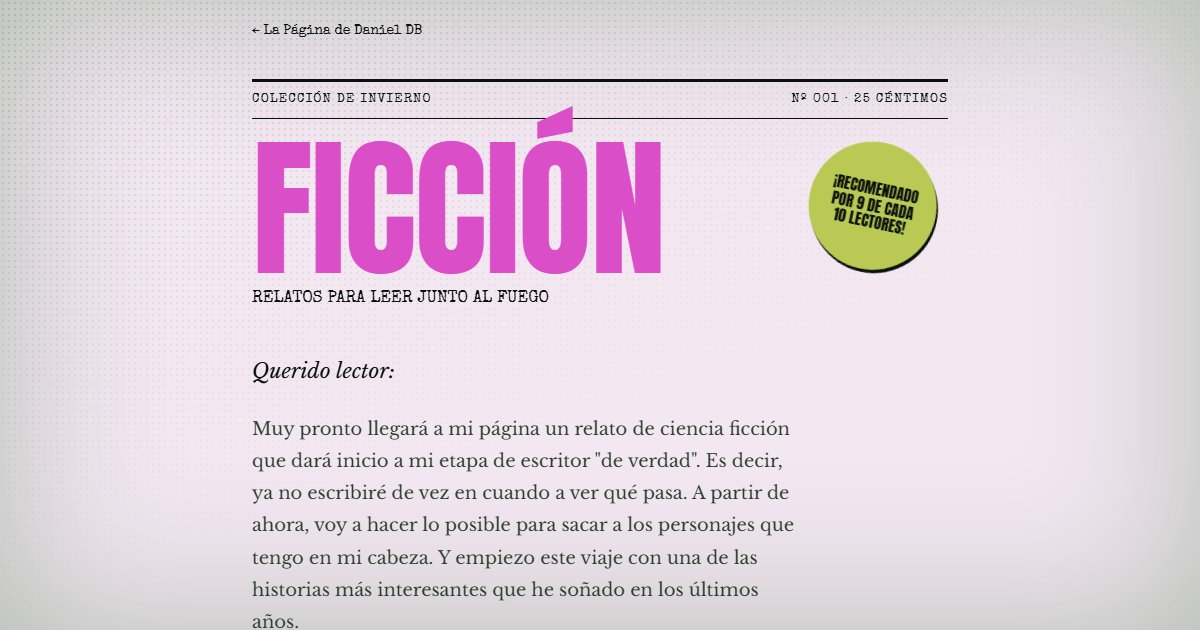 ← La Página de Daniel DB
COLECCIÓN DE INVIERNO
Nº 001 · 25 CÉNTIMOS
FICCIÓN
¡RECOMENDADO
POR 9 DE CADA
10 LECTORES!
RELATOS PARA LEER JUNTO AL FUEGO
Querido lector:
Muy pronto llegará a mi página un relato de ciencia ficción
que dará inicio a mi etapa de escritor "de verdad". Es decir,
ya no escribiré de vez en cuando a ver qué pasa. A partir de
ahora, voy a hacer lo posible para sacar a los personajes que
tengo en mi cabeza. Y empiezo este viaje con una de las
historias más interesantes que he soñado en los últimos
años.